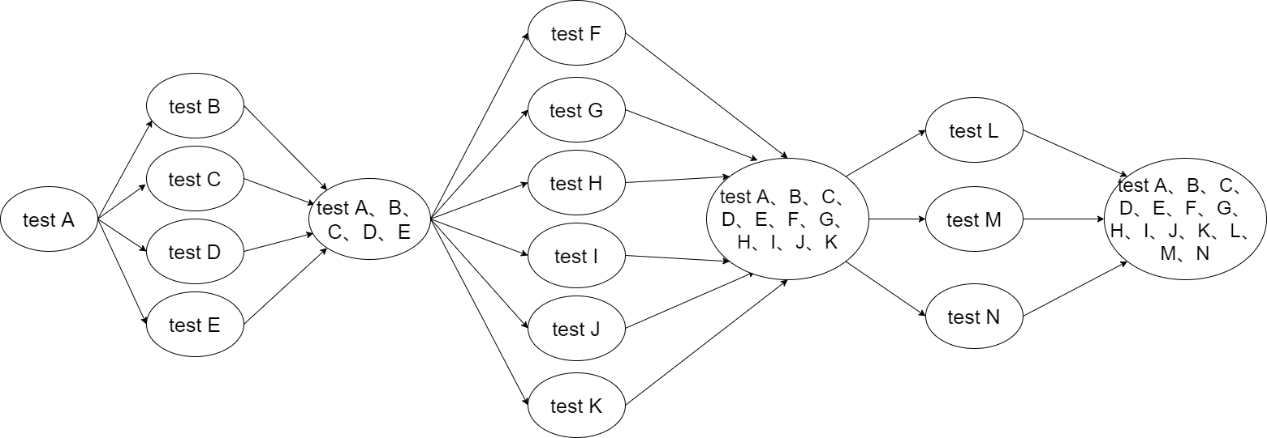 test A
test B
test C
test D
test E
test A、B、
C、D、E
test F
test G
test H
test I
test J
test K
test A、B、C、
D、E、F、G、
H、I、J、K
test L
test M
test N
test A、B、C、
D、E、F、G、
H、I、J、K、L、
M、N